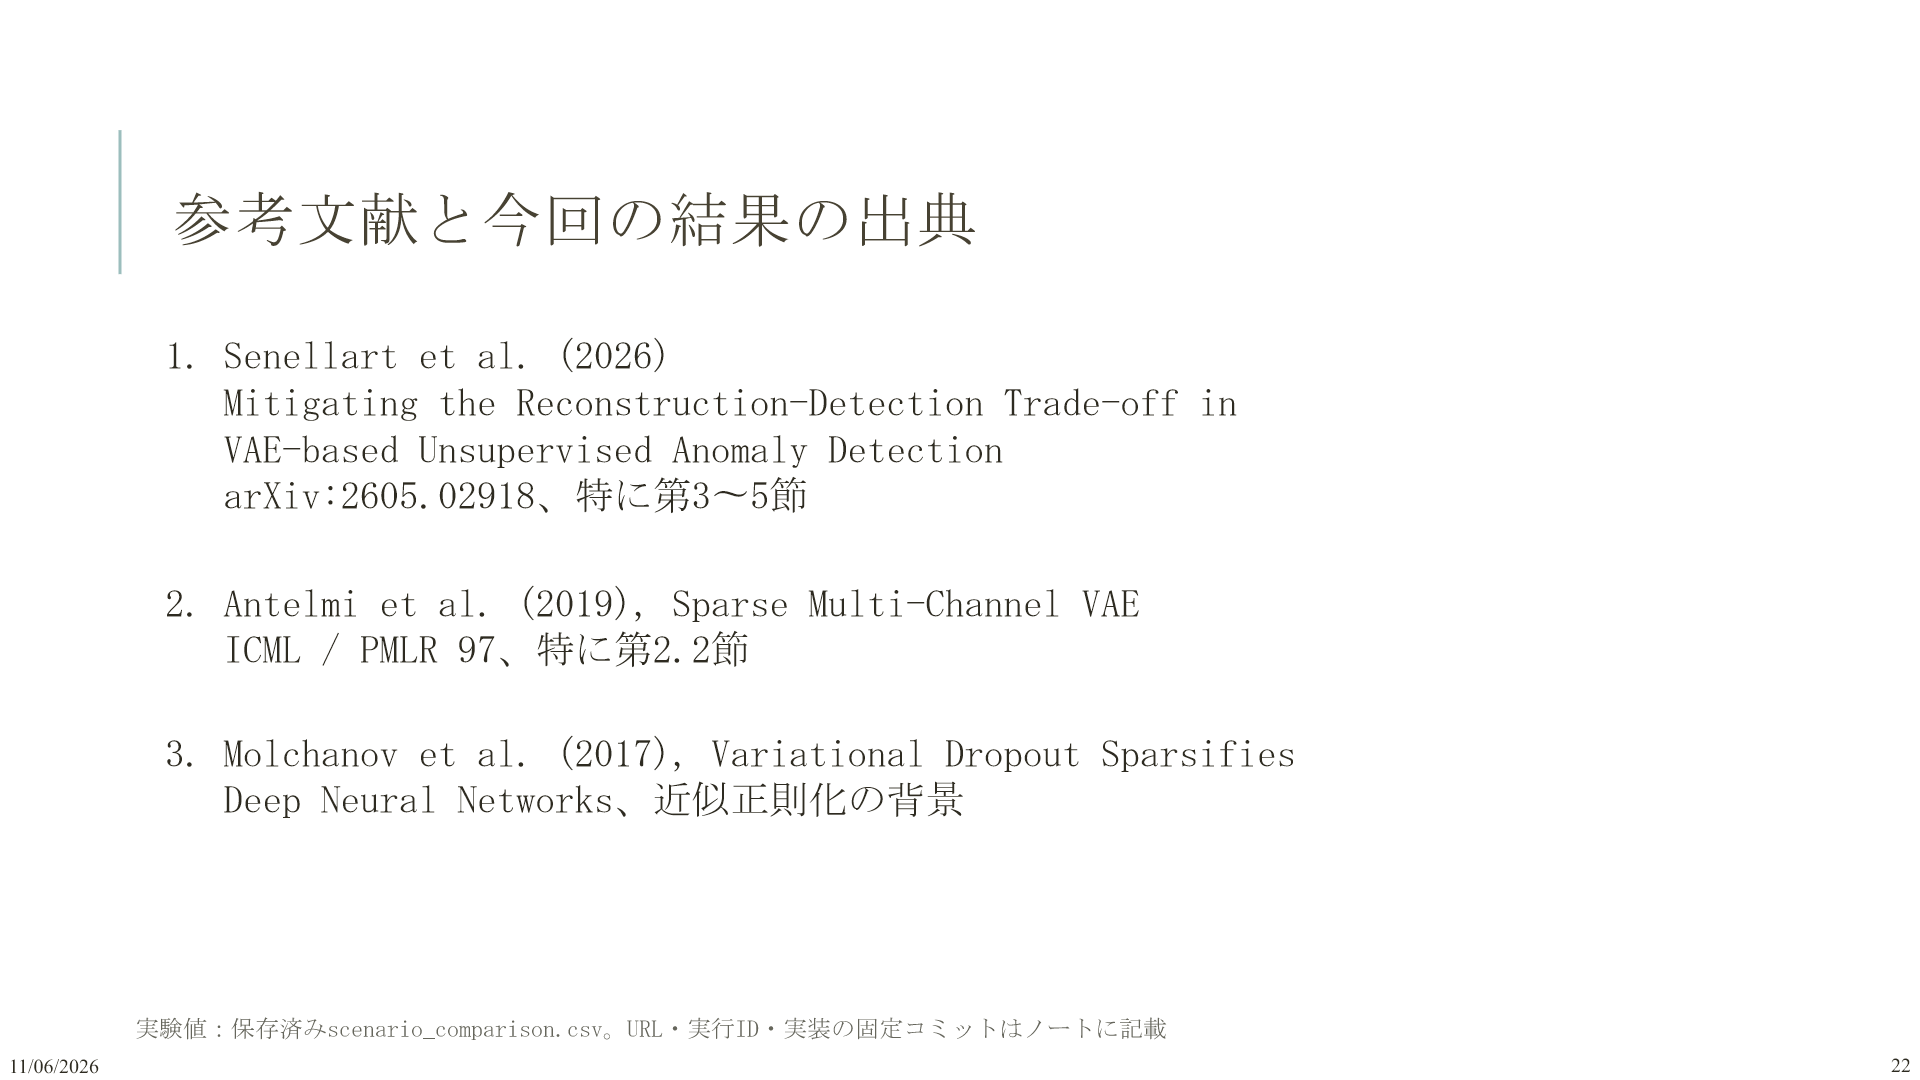 参考文献と今回の結果の出典
1. Senellart et al. (2026)
Mitigating the Reconstruction-Detection Trade-off in
VAE-based Unsupervised Anomaly Detection
arXiv:2605.02918、特に第3～5節
2. Antelmi et al. (2019), Sparse Multi-Channel VAE
ICML / PMLR 97、特に第2.2節
3. Molchanov et al. (2017), Variational Dropout Sparsifies
Deep Neural Networks、近似正則化の背景
実験値：保存済みscenario_comparison.csv。URL・実行ID・実装の固定コミットはノートに記載
11/06/2026
22